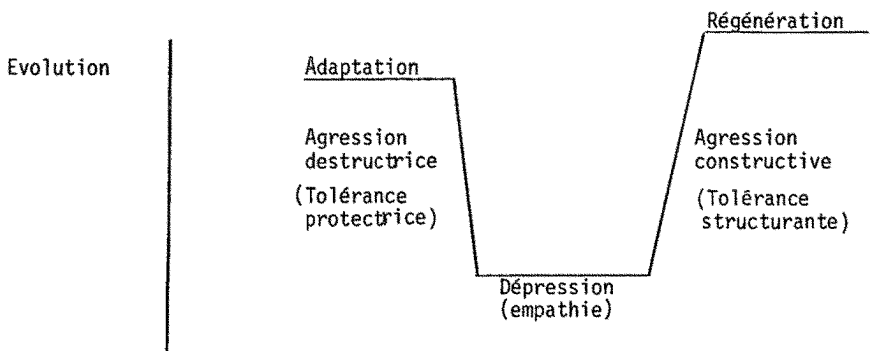 Régénération
Evolution
Adaptation
Agression
destructrice
(Tolérance
protectrice)
Agression
constructive
(Tolérance
structurante)
Dépression
(empathie)